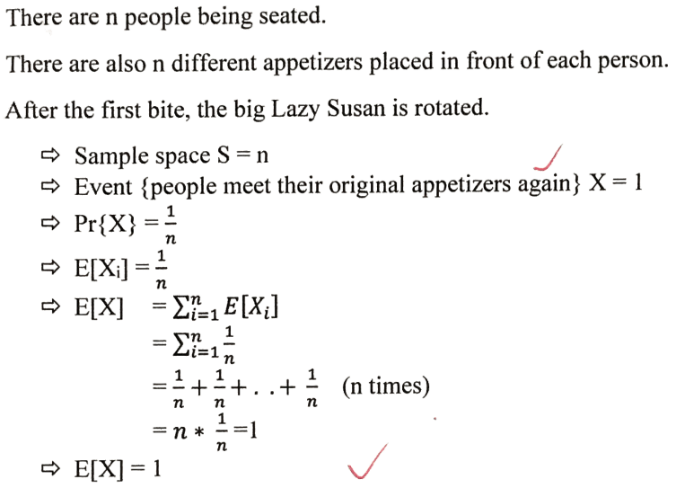 There are n people being seated.
There are also n different appetizers placed in front of each person.
After the first bite, the big Lazy Susan is rotated.
⇨ Sample space S = n
⇨ Event {people meet their original appetizers again} X = 1
⇨ Pr{X} = 1/n
⇨ E[Xᵢ] = 1/n
⇨ E[X] = ∑ⁿᵢ₌₁ E[Xᵢ]
= ∑ⁿᵢ₌₁ 1/n
= 1/n + 1/n + . . + 1/n (n times)
= n * 1/n =1
⇨ E[X] = 1